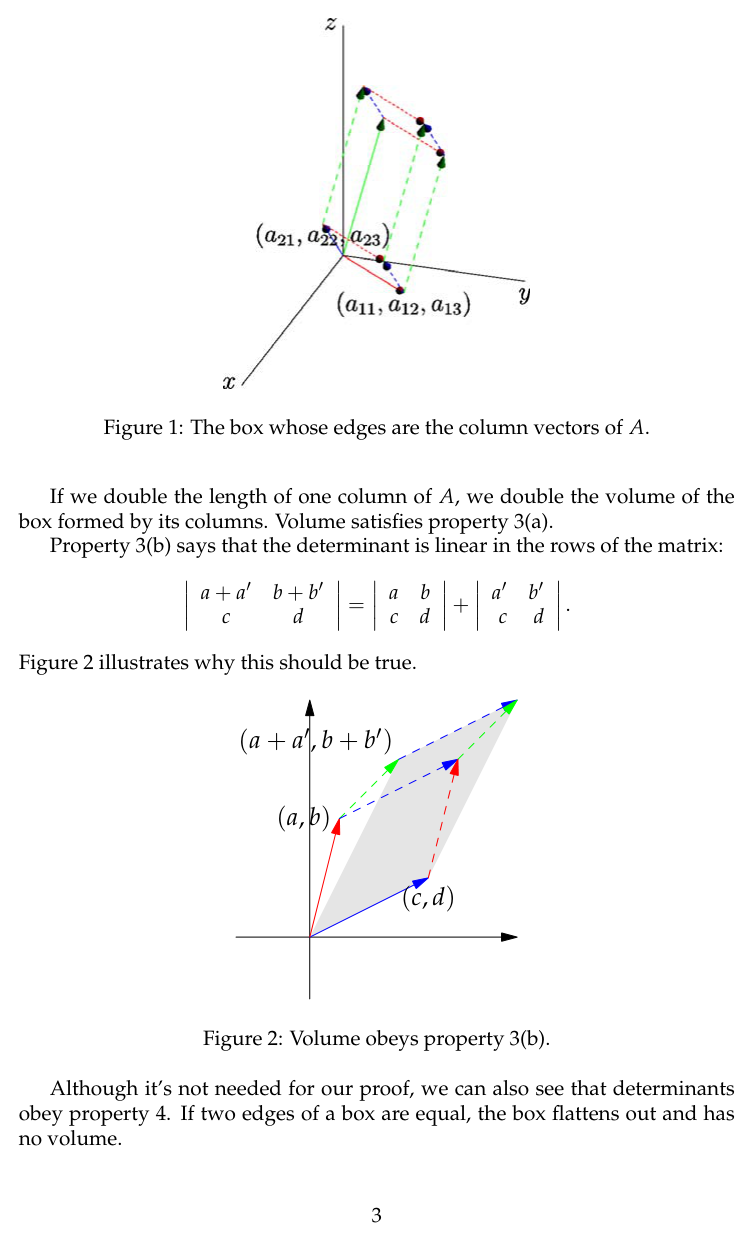 z
(a₂₁, a₂₂, a₂₃)
y
(a₁₁, a₁₂, a₁₃)
x
Figure 1: The box whose edges are the column vectors of A.
If we double the length of one column of A, we double the volume of the
box formed by its columns. Volume satisfies property 3(a).
Property 3(b) says that the determinant is linear in the rows of the matrix:
| a + a′ b + b′ | = | a b | + | a′ b′ | .
| c d | | c d | | c d |
Figure 2 illustrates why this should be true.
(a + a′, b + b′)
(a, b)
(c, d)
Figure 2: Volume obeys property 3(b).
Although it's not needed for our proof, we can also see that determinants
obey property 4. If two edges of a box are equal, the box flattens out and has
no volume.
3